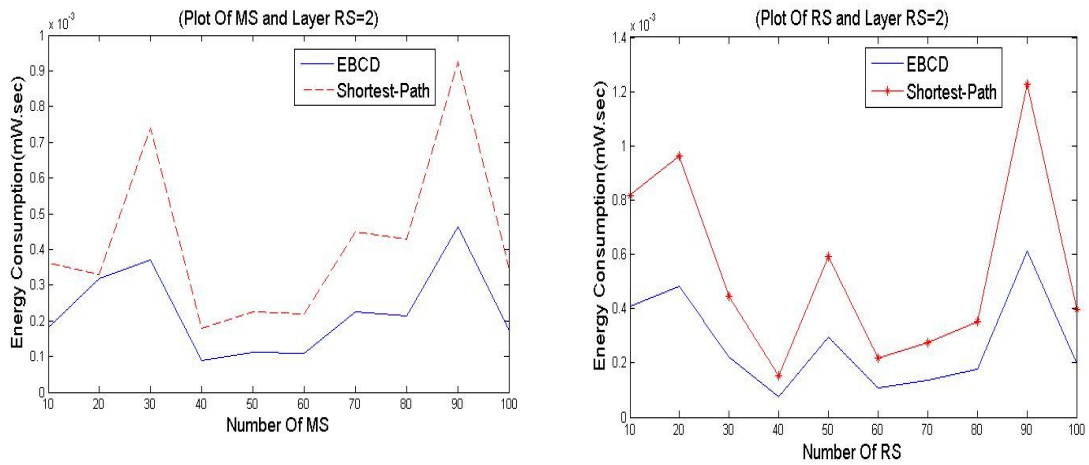 (Plot Of MS and Layer RS=2)
x 10⁻³
1
0.9
0.8
0.7
0.6
0.5
0.4
0.3
0.2
0.1
0
Energy Consumption(mW.sec)
EBCD
Shortest-Path
10 20 30 40 50 60 70 80 90 100
Number Of MS
(Plot Of RS and Layer RS=2)
x 10⁻³
1.4
1.2
1
0.8
0.6
0.4
0.2
0
Energy Consumption(mW.sec)
EBCD
Shortest-Path
10 20 30 40 50 60 70 80 90 100
Number Of RS